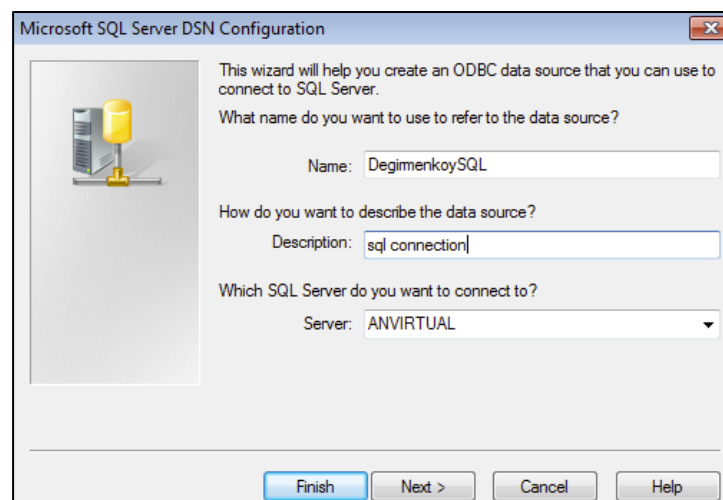 Microsoft SQL Server DSN Configuration
This wizard will help you create an ODBC data source that you can use to
connect to SQL Server.
What name do you want to use to refer to the data source?
Name: DegirmenkoySQL
How do you want to describe the data source?
Description: sql connection
Which SQL Server do you want to connect to?
Server: ANVIRTUAL
Finish Next > Cancel Help